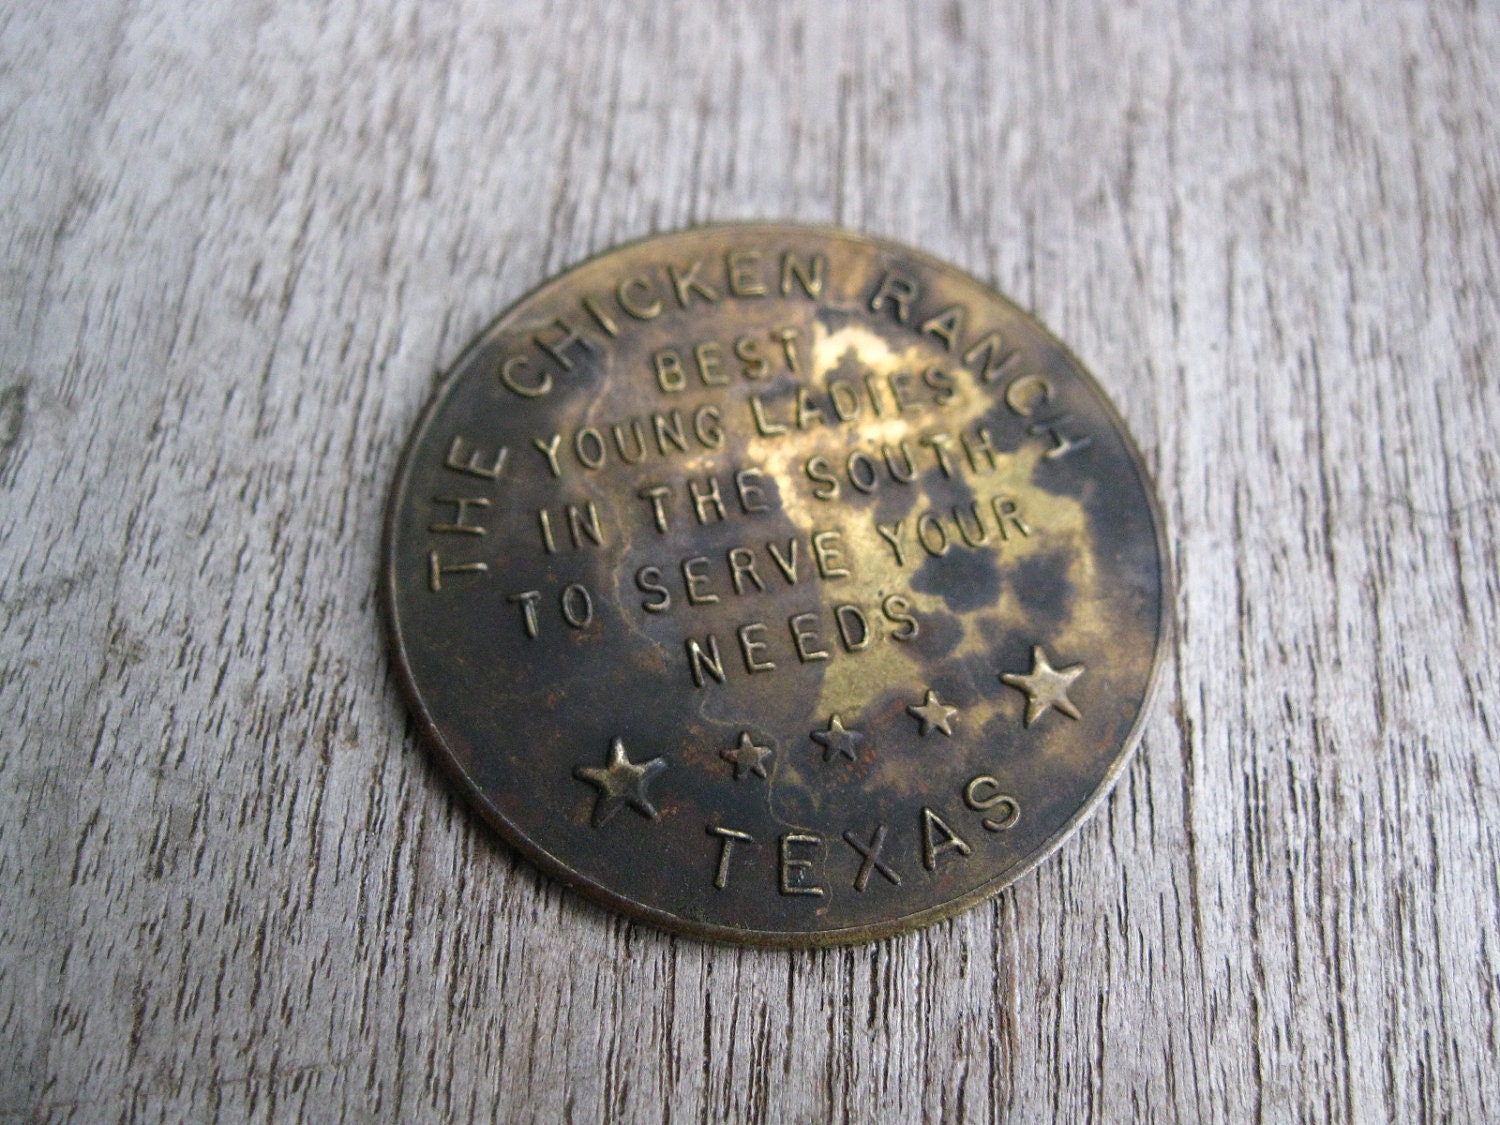 THE CHICKEN RANCH
BEST
YOUNG LADIES
IN THE SOUTH
TO SERVE YOUR
NEEDS
TEXAS